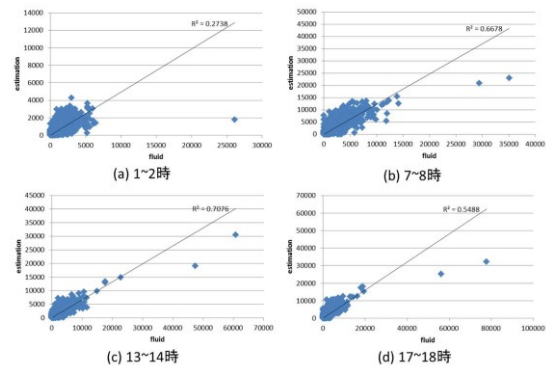 14000
12000
10000
8000
6000
4000
2000
0
estimation
R² = 0.2738
0 5000 10000 15000 20000 25000 30000
fluid
(a) 1~2時
50000
45000
40000
35000
30000
25000
20000
15000
10000
5000
0
estimation
R² = 0.6678
0 5000 10000 15000 20000 25000 30000 35000 40000
fluid
(b) 7~8時
45000
40000
35000
30000
25000
20000
15000
10000
5000
0
estimation
R² = 0.7076
0 10000 20000 30000 40000 50000 60000 70000
fluid
(c) 13~14時
70000
60000
50000
40000
30000
20000
10000
0
estimation
R² = 0.5488
0 20000 40000 60000 80000 100000
fluid
(d) 17~18時